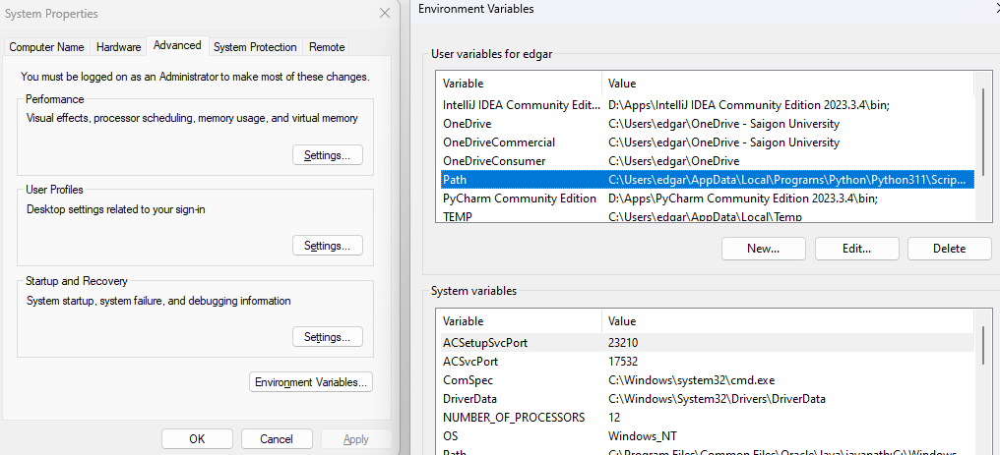 System Properties
Computer Name Hardware Advanced System Protection Remote
You must be logged on as an Administrator to make most of these changes.
Performance
Visual effects, processor scheduling, memory usage, and virtual memory
Settings...
User Profiles
Desktop settings related to your sign-in
Settings...
Startup and Recovery
System startup, system failure, and debugging information
Settings...
Environment Variables...
OK Cancel Apply
Environment Variables
User variables for edgar
Variable Value
IntelliJ IDEA Community Edit... D:\Apps\IntelliJ IDEA Community Edition 2023.3.4\bin;
OneDrive C:\Users\edgar\OneDrive - Saigon University
OneDriveCommercial C:\Users\edgar\OneDrive - Saigon University
OneDriveConsumer C:\Users\edgar\OneDrive
Path C:\Users\edgar\AppData\Local\Programs\Python\Python311\Scrip...
PyCharm Community Edition D:\Apps\PyCharm Community Edition 2023.3.4\bin;
TEMP C:\Users\edgar\AppData\Local\Temp
New... Edit... Delete
System variables
Variable Value
ACSetupSvcPort 23210
ACSvcPort 17532
ComSpec C:\Windows\system32\cmd.exe
DriverData C:\Windows\System32\Drivers\DriverData
NUMBER_OF_PROCESSORS 12
OS Windows_NT
Path C:\Program Files\Common Files\Oracle\Java\javapath;C:\Windows